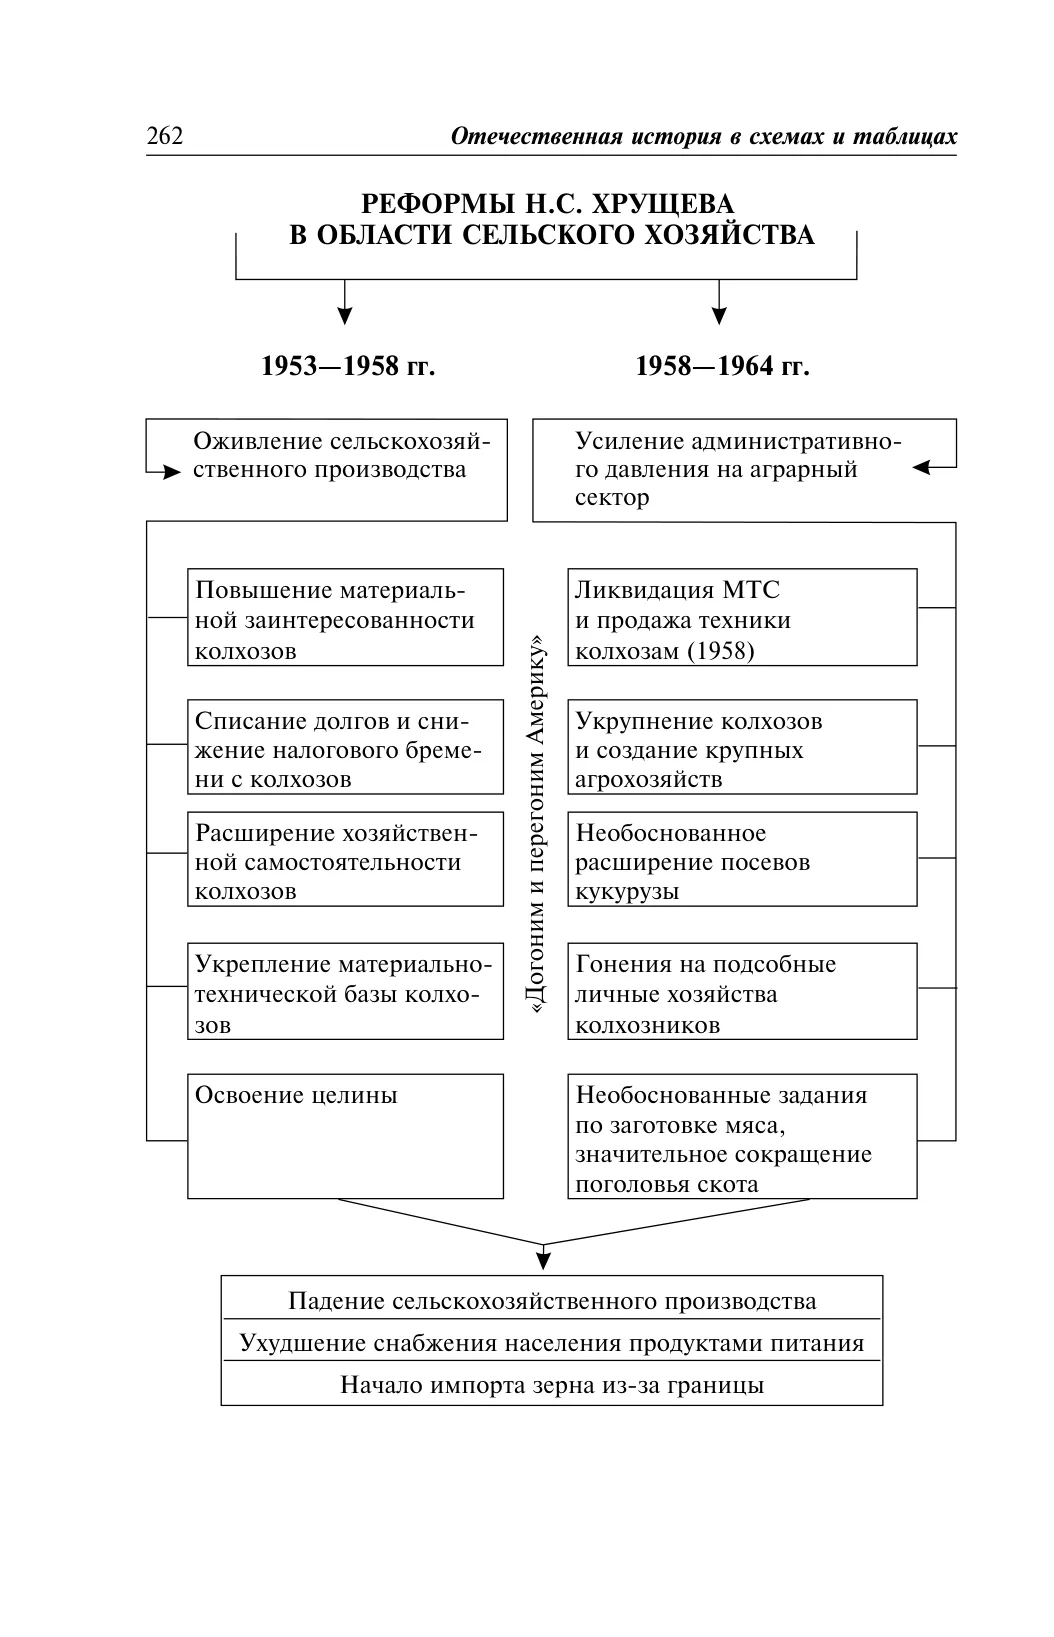 262
Отечественная история в схемах и таблицах
РЕФОРМЫ Н.С. ХРУЩЕВА
В ОБЛАСТИ СЕЛЬСКОГО ХОЗЯЙСТВА
1953—1958 гг.
1958—1964 гг.
Оживление сельскохозяй-
ственного производства
Усиление административно-
го давления на аграрный
сектор
Повышение материаль-
ной заинтересованности
колхозов
Списание долгов и сни-
жение налогового бреме-
ни с колхозов
Расширение хозяйствен-
ной самостоятельности
колхозов
Укрепление материально-
технической базы колхо-
зов
Освоение целины
«Догоним и перегоним Америку»
Ликвидация МТС
и продажа техники
колхозам (1958)
Укрупнение колхозов
и создание крупных
агрохозяйств
Необоснованное
расширение посевов
кукурузы
Гонения на подсобные
личные хозяйства
колхозников
Необоснованные задания
по заготовке мяса,
значительное сокращение
поголовья скота
Падение сельскохозяйственного производства
Ухудшение снабжения населения продуктами питания
Начало импорта зерна из-за границы